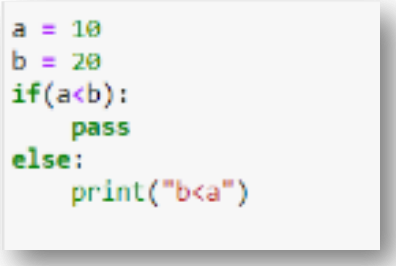 a = 10
b = 20
if(a<b):
    pass
else:
    print("b<a")